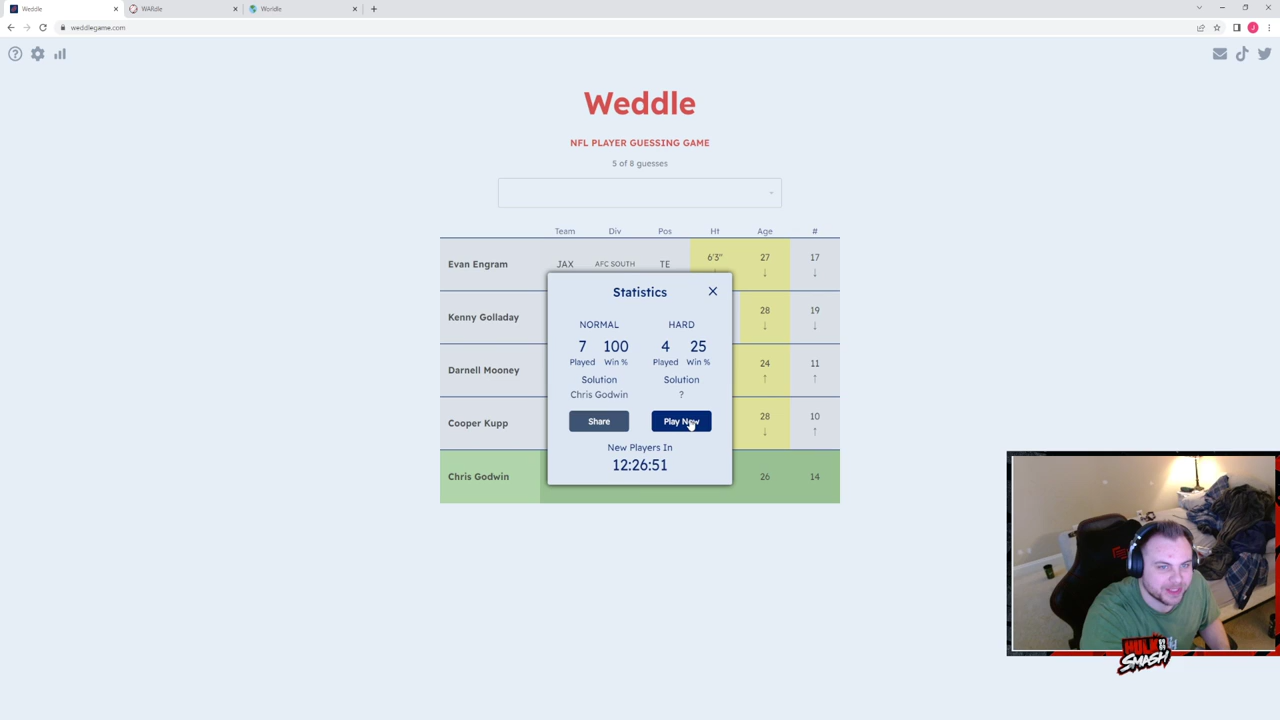 Weddle
WARdle
Worldle
weddlegame.com
J
Weddle
NFL PLAYER GUESSING GAME
5 of 8 guesses
Team Div Pos Ht Age #
Evan Engram JAX AFC SOUTH TE 6'3" 27 17
↓ ↓
Kenny Golladay 28 19
↓ ↓
Darnell Mooney 24 11
↑ ↑
Cooper Kupp 28 10
↓ ↑
Chris Godwin 26 14
Statistics
NORMAL HARD
7 100 4 25
Played Win % Played Win %
Solution Solution
Chris Godwin ?
Share Play Now
New Players In
12:26:51
HULK
SMASH